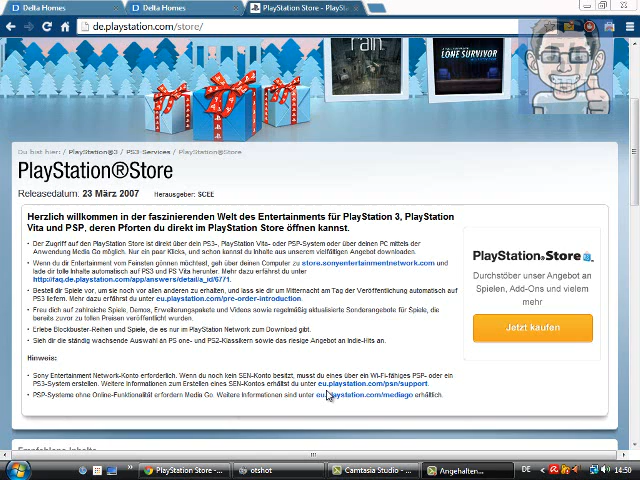 Delta Homes
Delta Homes
PlayStation Store – PlaySt
de.playstation.com/store/
rain
LONE SURVIVOR
Du bist hier: / PlayStation®3 / PS3-Services / PlayStation®Store
PlayStation®Store
Releasedatum: 23 März 2007 Herausgeber: SCEE
Herzlich willkommen in der faszinierenden Welt des Entertainments für PlayStation 3, PlayStation
Vita und PSP, deren Pforten du direkt im PlayStation Store öffnen kannst.
Der Zugriff auf den PlayStation Store ist direkt über dein PS3-, PlayStation Vita- oder PSP-System oder über deinen PC mittels der
Anwendung Media Go möglich. Nur ein paar Klicks, und schon kannst du Inhalte aus unserem vielfältigen Angebot downloaden.
Wenn du dir Entertainment vom Feinsten gönnen möchtest, geh über deinen Computer zu store.sonyentertainmentnetwork.com und
lade dir tolle Inhalte automatisch auf PS3 und PS Vita herunter. Mehr dazu erfährst du unter
http://faq.de.playstation.com/app/answers/detail/a_id/6771.
Bestell dir Spiele vor, um sie noch vor allen anderen zu erhalten, und lass sie dir um Mitternacht am Tag der Veröffentlichung automatisch auf
PS3 liefern. Mehr dazu erfährst du unter eu.playstation.com/pre-order-introduction.
Freu dich auf zahlreiche Spiele, Demos, Erweiterungspakete und Videos sowie regelmäßig aktualisierte Sonderangebote für Spiele, die
bereits zuvor zu tollen Preisen veröffentlicht wurden.
Erlebe Blockbuster-Reihen und Spiele, die es nur im PlayStation Network zum Download gibt.
Sieh dir die ständig wachsende Auswahl an PS one- und PS2-Klassikern sowie das riesige Angebot an Indie-Hits an.
Hinweis:
Sony Entertainment Network-Konto erforderlich. Wenn du noch kein SEN-Konto besitzt, musst du eines über ein Wi-Fi-fähiges PSP- oder ein
PS3-System erstellen. Weitere Informationen zum Erstellen eines SEN-Kontos erhältst du unter eu.playstation.com/psn/support.
PSP-Systeme ohne Online-Funktionalität erfordern Media Go. Weitere Informationen sind unter eu.playstation.com/mediago erhältlich.
PlayStation®Store
Durchstöber unser Angebot an
Spielen, Add-Ons und vielem
mehr
Jetzt kaufen
PlayStation Store -...
otshot
Camtasia Studio -...
Angehalten...
DE
14:50